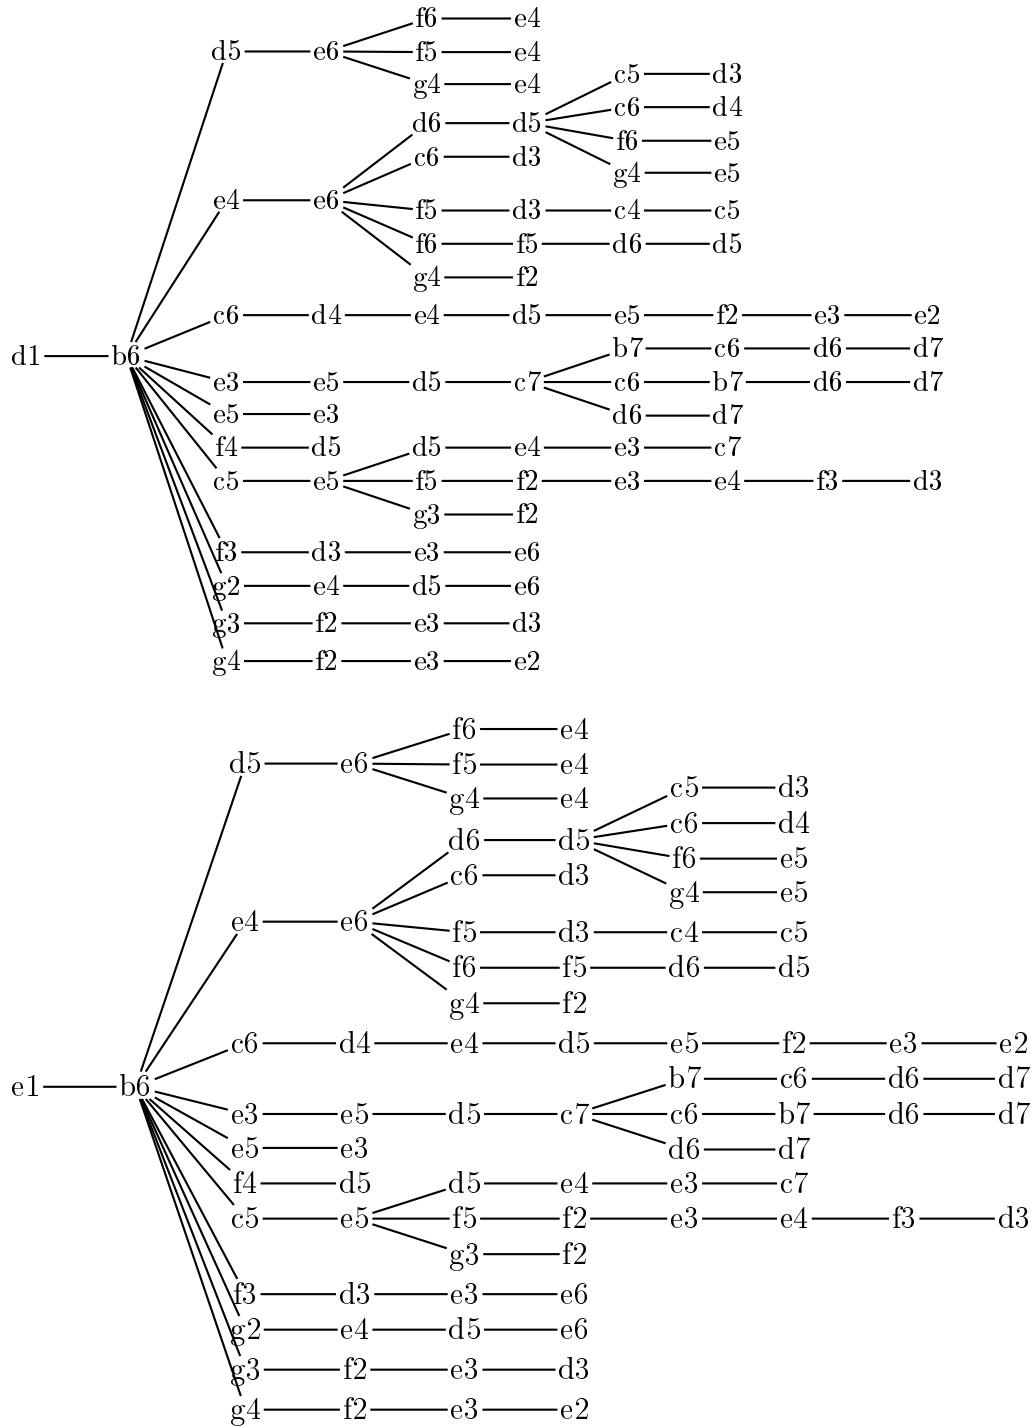 f6 e4
d5 e6 f5 e4
g4 e4
c5 d3
c6 d4
d6 d5
f6 e5
c6 d3
g4 e5
e4 e6
f5 d3 c4 c5
f6 f5 d6 d5
g4 f2
c6 d4 e4 d5 e5 f2 e3 e2
b7 c6 d6 d7
d1 b6
e3 e5 d5 c7 c6 b7 d6 d7
e5 e3 d6 d7
f4 d5 d5 e4 e3 c7
c5 e5 f5 f2 e3 e4 f3 d3
g3 f2
f3 d3 e3 e6
g2 e4 d5 e6
g3 f2 e3 d3
g4 f2 e3 e2
f6 e4
d5 e6 f5 e4
g4 e4
c5 d3
c6 d4
d6 d5
f6 e5
c6 d3
g4 e5
e4 e6
f5 d3 c4 c5
f6 f5 d6 d5
g4 f2
c6 d4 e4 d5 e5 f2 e3 e2
b7 c6 d6 d7
e1 b6
e3 e5 d5 c7 c6 b7 d6 d7
e5 e3 d6 d7
f4 d5 d5 e4 e3 c7
c5 e5 f5 f2 e3 e4 f3 d3
g3 f2
f3 d3 e3 e6
g2 e4 d5 e6
g3 f2 e3 d3
g4 f2 e3 e2